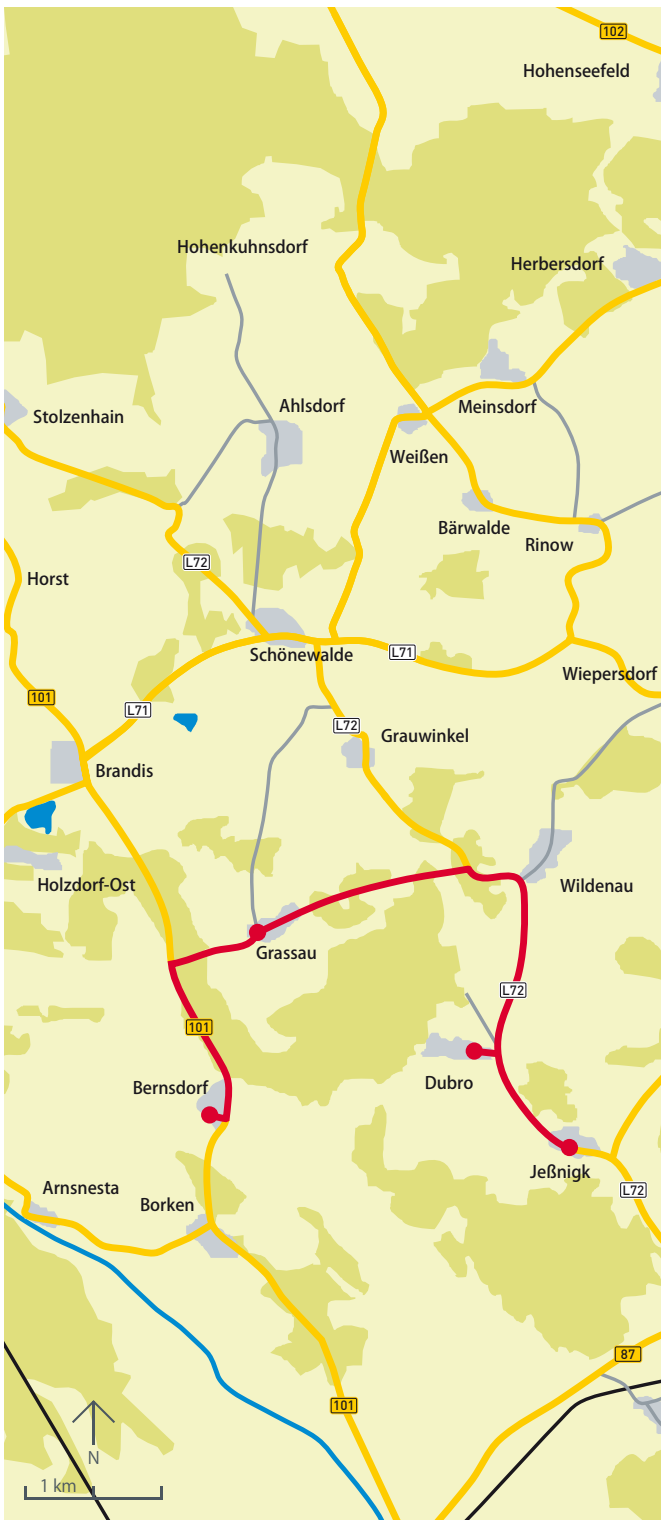 102
Hohenseefeld
Hohenkuhnsdorf
Herbersdorf
Stolzenhain
Ahlsdorf
Meinsdorf
Weißen
Bärwalde
Rinow
L72
Horst
Schönewalde
L71
Wiepersdorf
101
L71
L72
Grauwinkel
Brandis
Holzdorf-Ost
Wildenau
Grassau
L72
101
Bernsdorf
Dubro
Jeßnigk
Arnsnesta
L72
Borken
87
101
N
1 km